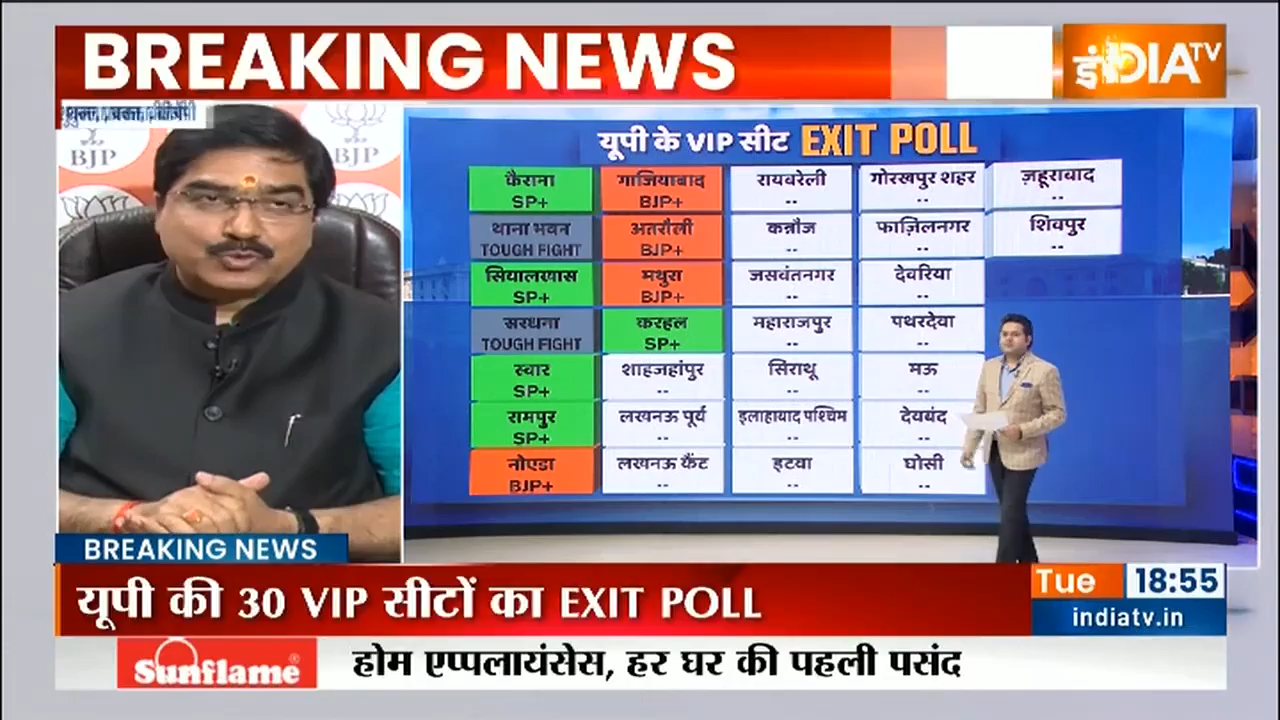 BREAKING NEWS
इंDIA TV
BJP
BJP
यूपी के VIP सीट EXIT POLL
कैराना
SP+
गाजियाबाद
BJP+
रायबरेली
--
गोरखपुर शहर
--
ज़हूराबाद
--
थाना भवन
TOUGH FIGHT
अतरौली
BJP+
कन्नौज
--
फाज़िलनगर
--
शिवपुर
--
सिवालखास
SP+
मथुरा
BJP+
जसवंतनगर
--
देवरिया
--
सरधना
TOUGH FIGHT
करहल
SP+
महाराजपुर
--
पथरदेवा
--
स्वार
SP+
शाहजहांपुर
--
सिराथू
--
मऊ
--
रामपुर
SP+
लखनऊ पूर्व
--
इलाहाबाद पश्चिम
--
देवबंद
--
नोएडा
BJP+
लखनऊ कैंट
--
इटवा
--
घोसी
--
BREAKING NEWS
यूपी की 30 VIP सीटों का EXIT POLL
Tue 18:55
indiatv.in
Sunflame®
होम एप्पलायंसेस, हर घर की पहली पसंद